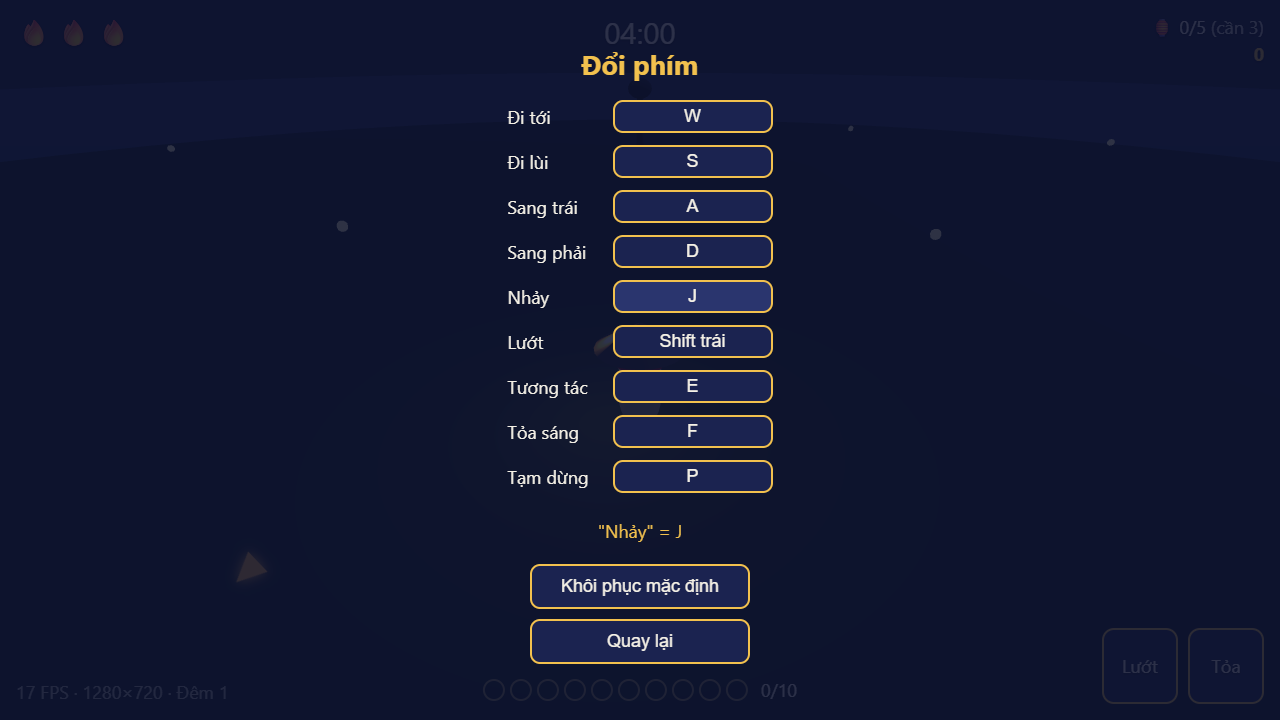 04:00
0/5 (cần 3)
0
Đổi phím
Đi tới W
Đi lùi S
Sang trái A
Sang phải D
Nhảy J
Lướt Shift trái
Tương tác E
Tỏa sáng F
Tạm dừng P
"Nhảy" = J
Khôi phục mặc định
Quay lại
Lướt Tỏa
17 FPS · 1280×720 · Đêm 1
0/10